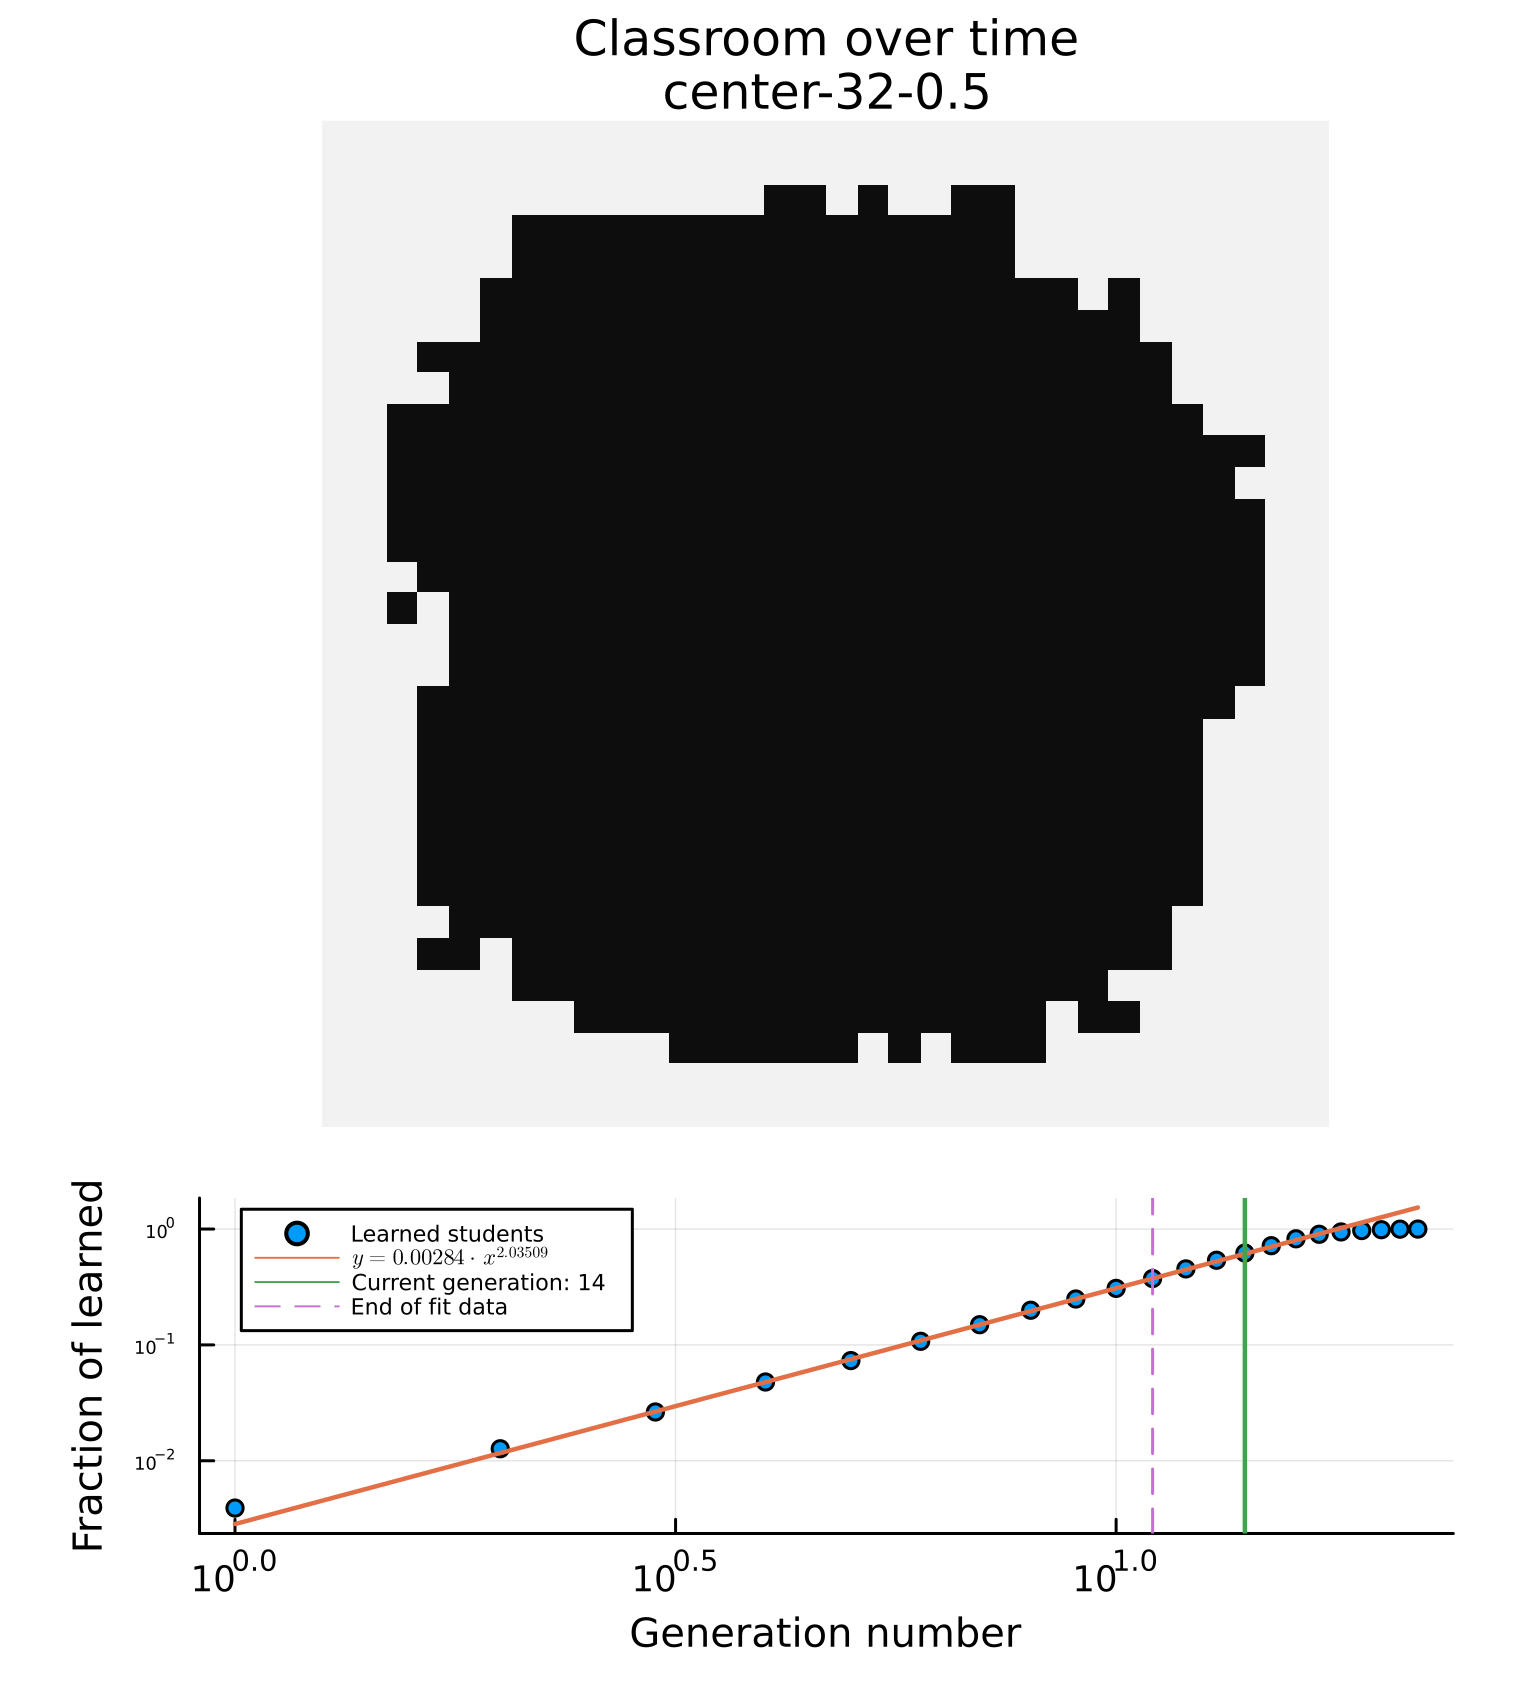 Classroom over time
center-32-0.5
Fraction of learned
10⁰
10⁻¹
10⁻²
Learned students
y = 0.00284 · x^{2.03509}
Current generation: 14
End of fit data
10^{0.0}
10^{0.5}
10^{1.0}
Generation number